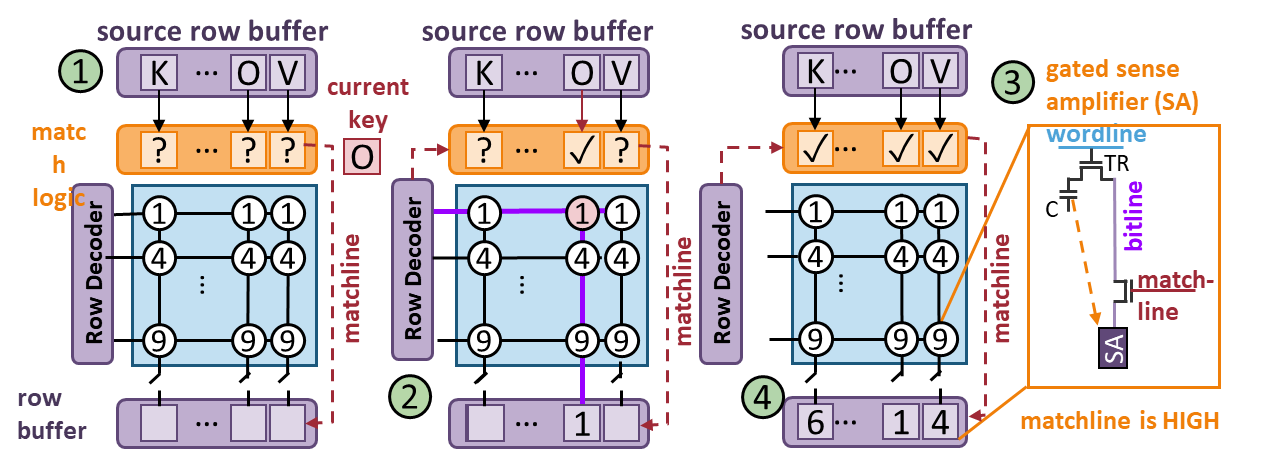 source row buffer
1
K ... O V
matc
h
logic
? ... ? ?
current
key
O
Row Decoder
1 1 1
4 4 4
⋮
9 9 9
matchline
row
buffer
...
source row buffer
K ... O V
? ... ✓ ?
Row Decoder
1 1 1
4 4 4
⋮
9 9 9
matchline
2
... 1
source row buffer
K ... O V
✓ ... ✓ ✓
Row Decoder
1 1 1
4 4 4
⋮
9 9 9
matchline
4
6 ... 1 4
3
gated sense
amplifier (SA)
wordline
TR
C
bitline
match-
line
SA
matchline is HIGH